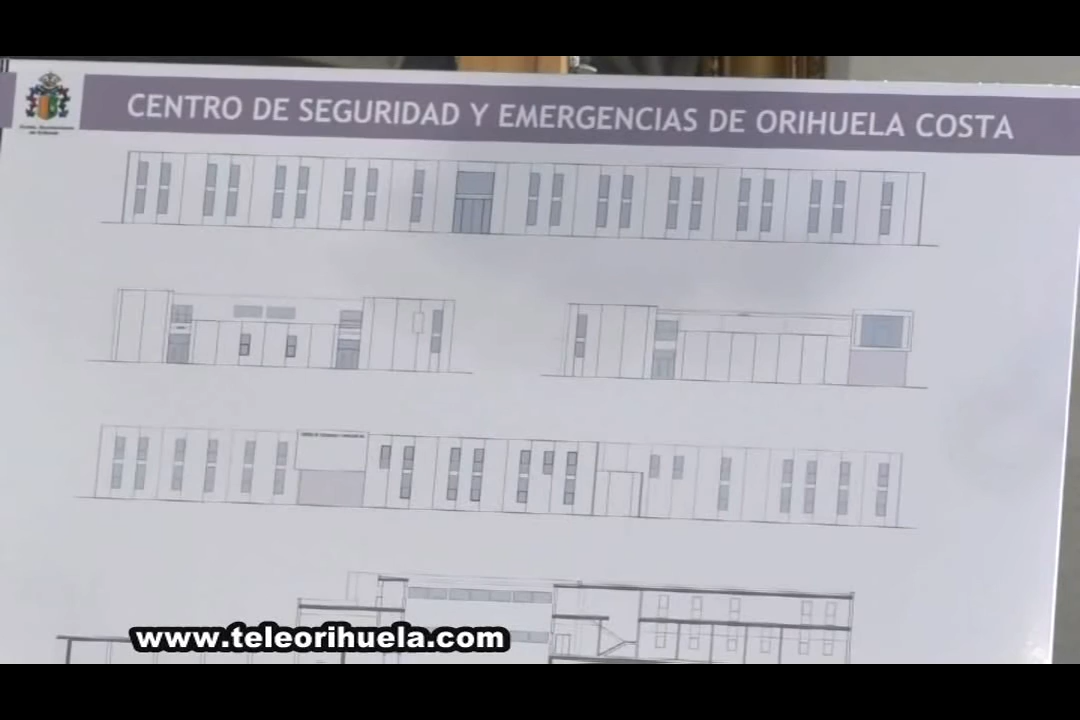 CENTRO DE SEGURIDAD Y EMERGENCIAS DE ORIHUELA COSTA
www.teleorihuela.com